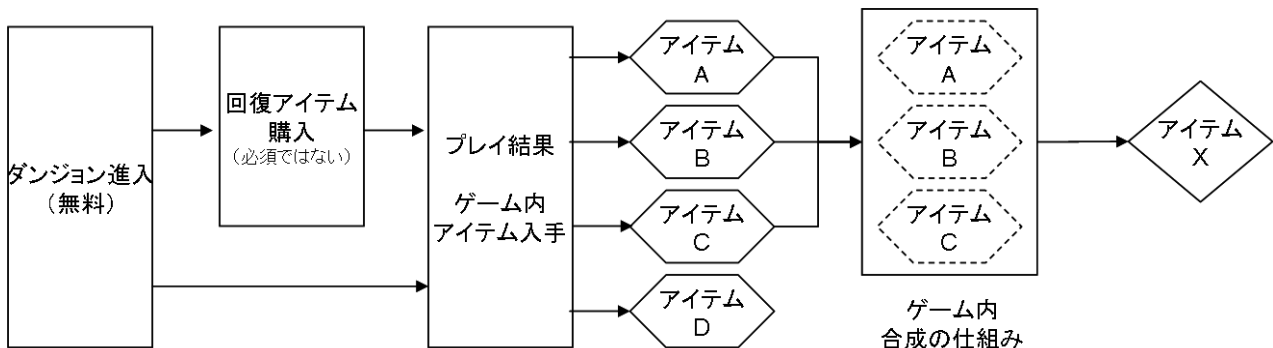 ダンジョン進入
（無料）
回復アイテム
購入
（必須ではない）
プレイ結果
ゲーム内
アイテム入手
アイテム
A
アイテム
B
アイテム
C
アイテム
D
アイテム
A
アイテム
B
アイテム
C
ゲーム内
合成の仕組み
アイテム
X